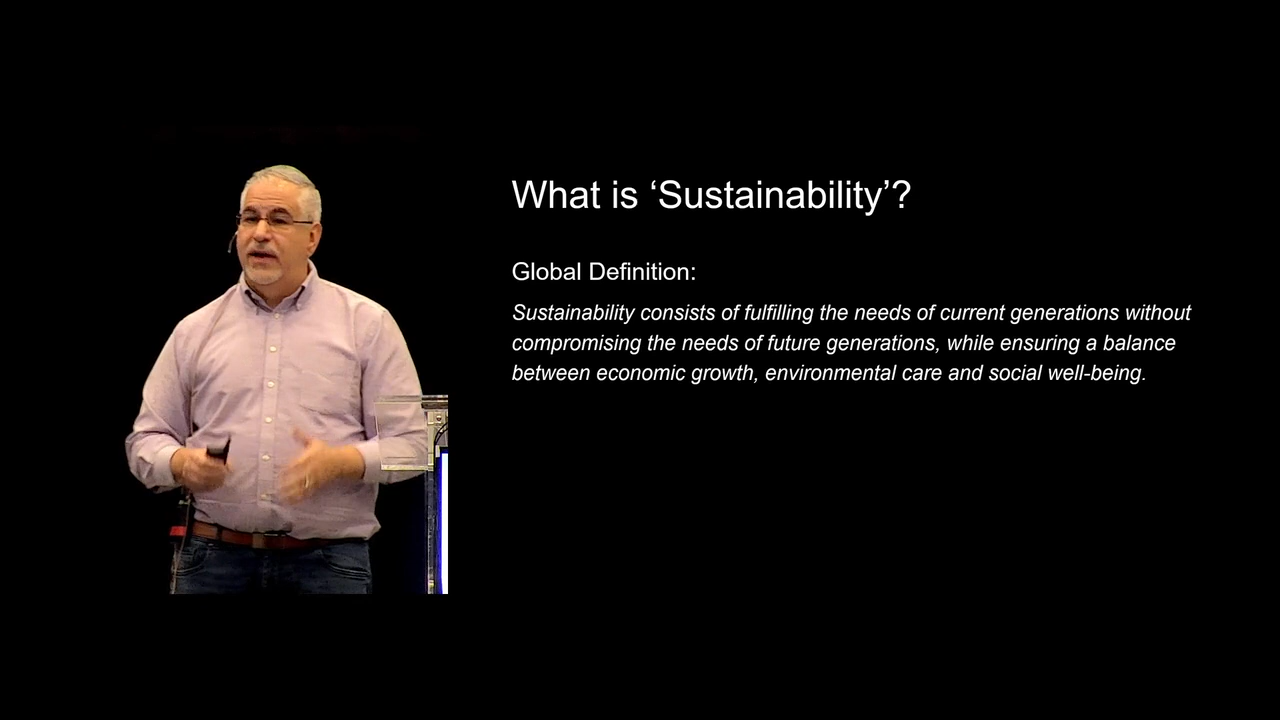 What is ‘Sustainability’?
Global Definition:
Sustainability consists of fulfilling the needs of current generations without
compromising the needs of future generations, while ensuring a balance
between economic growth, environmental care and social well-being.